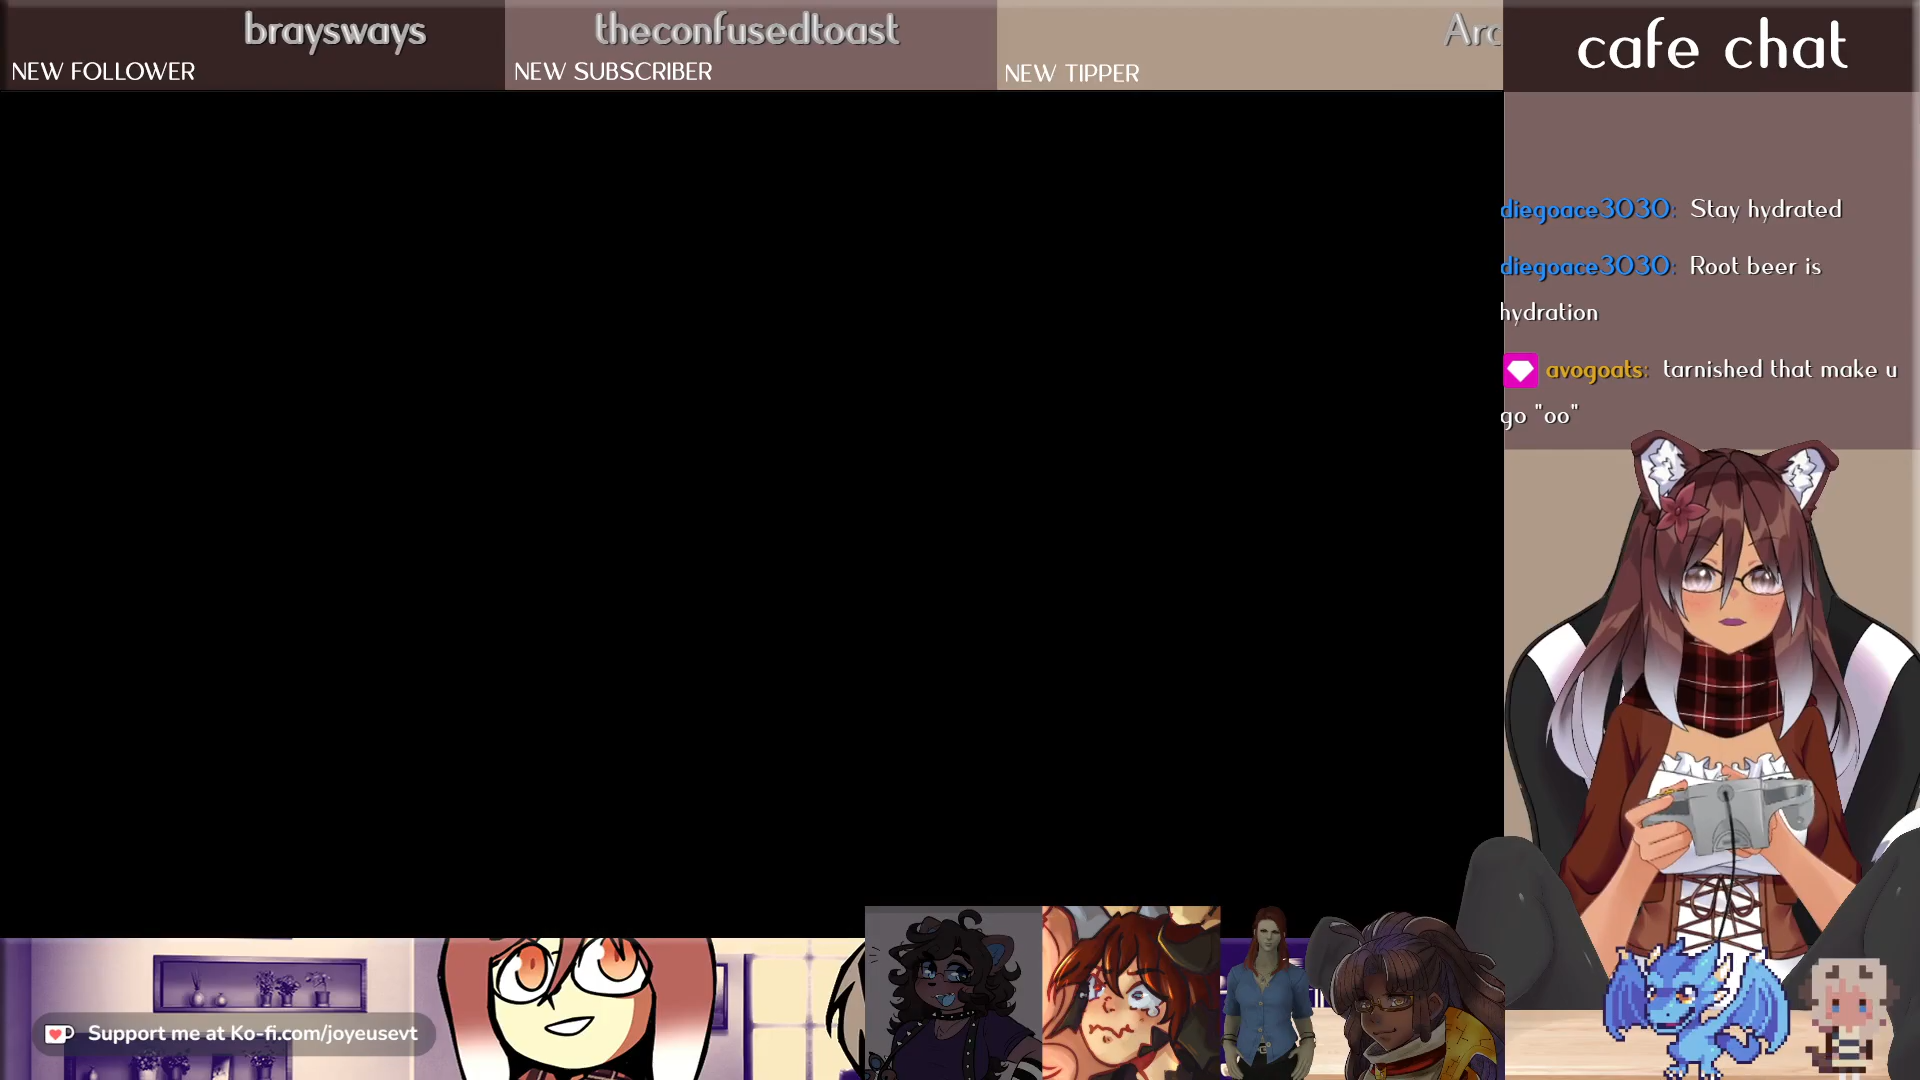 braysways
NEW FOLLOWER
theconfusedtoast
NEW SUBSCRIBER
Arc
NEW TIPPER
cafe chat
diegoace3030: Stay hydrated
diegoace3030: Root beer is
hydration
avogoats: tarnished that make u
go "oo"
Support me at Ko-fi.com/joyeusevt